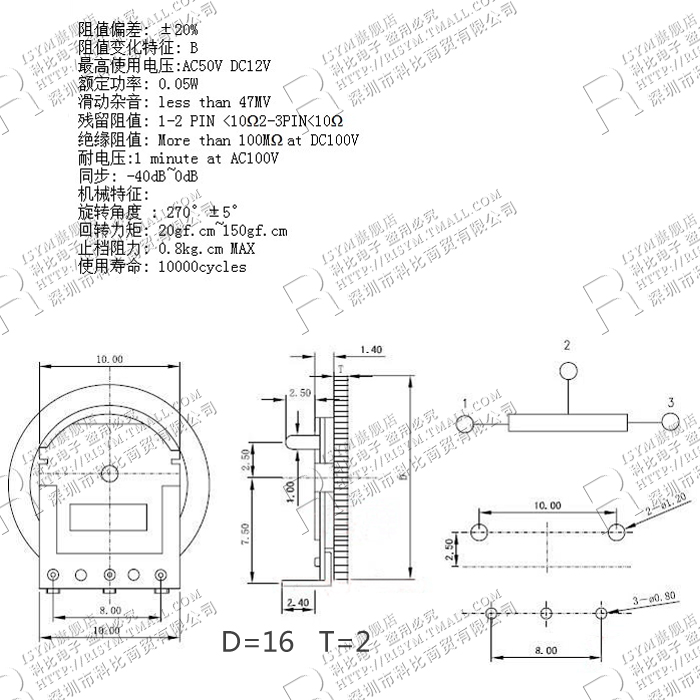 阻值偏差: ±20%
阻值变化特征: B
最高使用电压:AC50V DC12V
额定功率: 0.05W
滑动杂音: less than 47MV
残留阻值: 1-2 PIN <10Ω2-3PIN<10Ω
绝缘阻值: More than 100MΩ at DC100V
耐电压:1 minute at AC100V
同步: -40dB~0dB
机械特征:
旋转角度 : 270°±5°
回转力矩: 20gf.cm~150gf.cm
止档阻力: 0.8kg.cm MAX
使用寿命: 10000cycles
10.00
8.00
10.00
1.40
T
2.50
2.50
1.00
7.50
D
2.40
D=16 T=2
1
2
3
10.00
2-ø1.20
2.50
3-ø0.80
8.00
RISYM旗舰店
科比电子 盗用必究
HTTP://RISYM.TMALL.COM
深圳市科比商贸有限公司